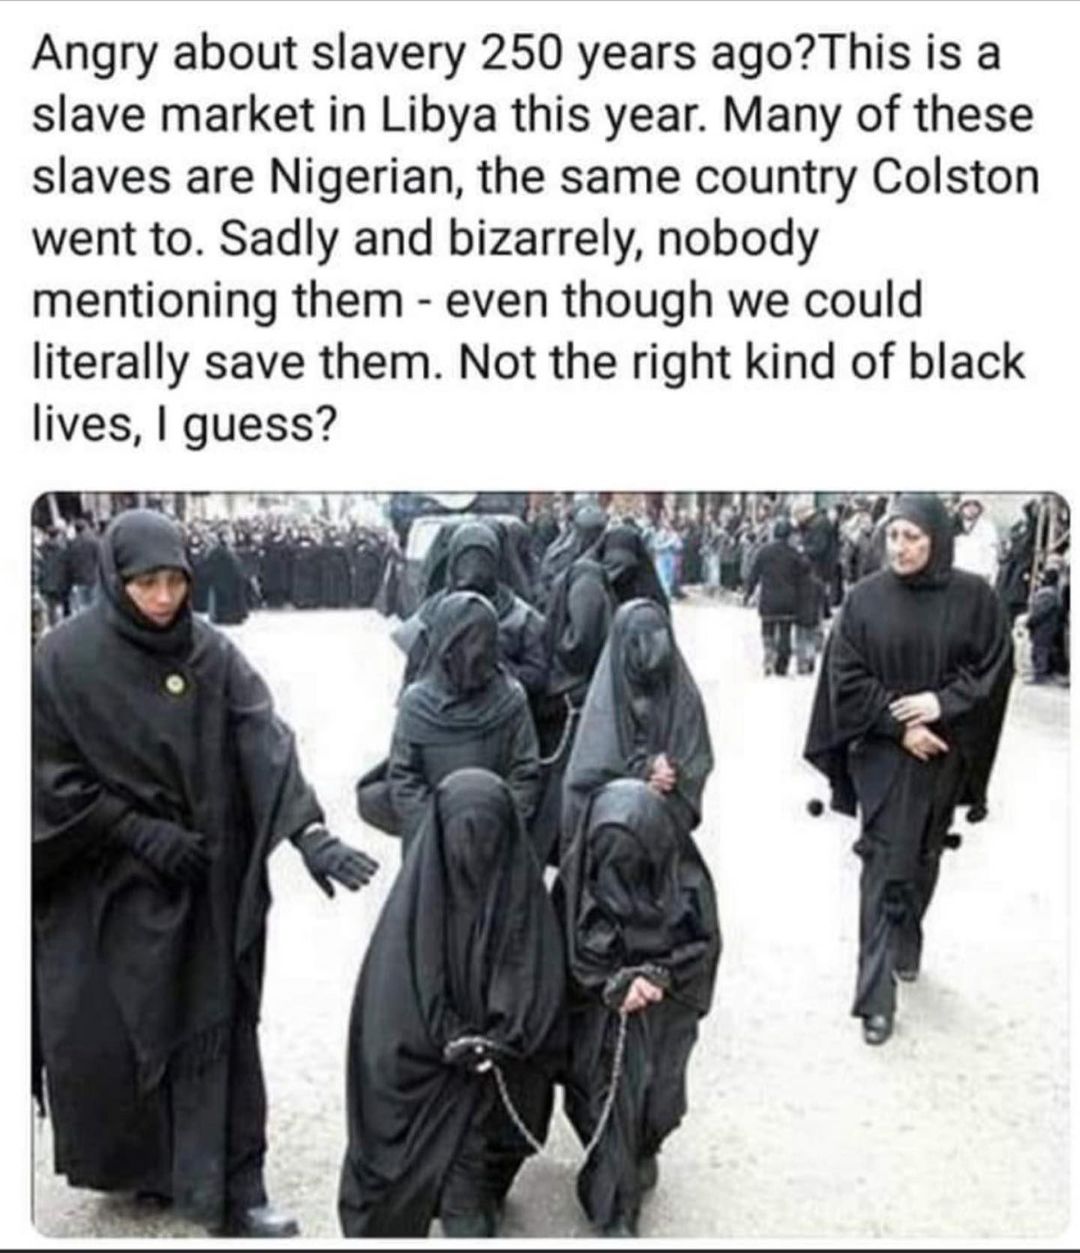 Angry about slavery 250 years ago?This is a
slave market in Libya this year. Many of these
slaves are Nigerian, the same country Colston
went to. Sadly and bizarrely, nobody
mentioning them - even though we could
literally save them. Not the right kind of black
lives, I guess?